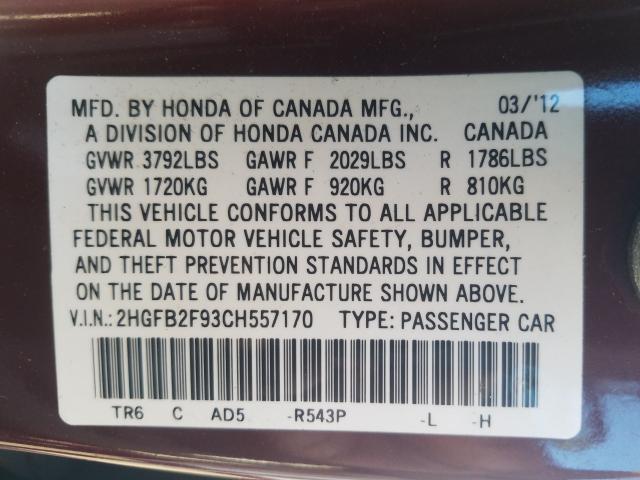 MFD. BY HONDA OF CANADA MFG., 03/'12
A DIVISION OF HONDA CANADA INC. CANADA
GVWR 3792LBS GAWR F 2029LBS R 1786LBS
GVWR 1720KG GAWR F 920KG R 810KG
THIS VEHICLE CONFORMS TO ALL APPLICABLE
FEDERAL MOTOR VEHICLE SAFETY, BUMPER,
AND THEFT PREVENTION STANDARDS IN EFFECT
ON THE DATE OF MANUFACTURE SHOWN ABOVE.
V.I.N.: 2HGFB2F93CH557170 TYPE: PASSENGER CAR
TR6 C AD5 -R543P -L -H